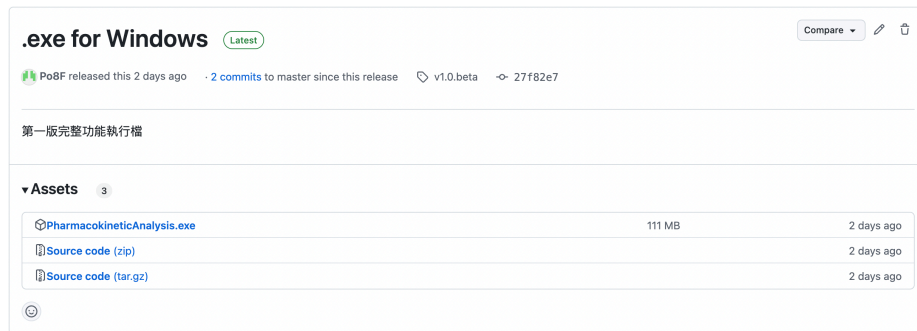 .exe for Windows Latest Compare
Po8F released this 2 days ago · 2 commits to master since this release v1.0.beta 27f82e7
第一版完整功能執行檔
Assets 3
PharmacokineticAnalysis.exe 111 MB 2 days ago
Source code (zip) 2 days ago
Source code (tar.gz) 2 days ago